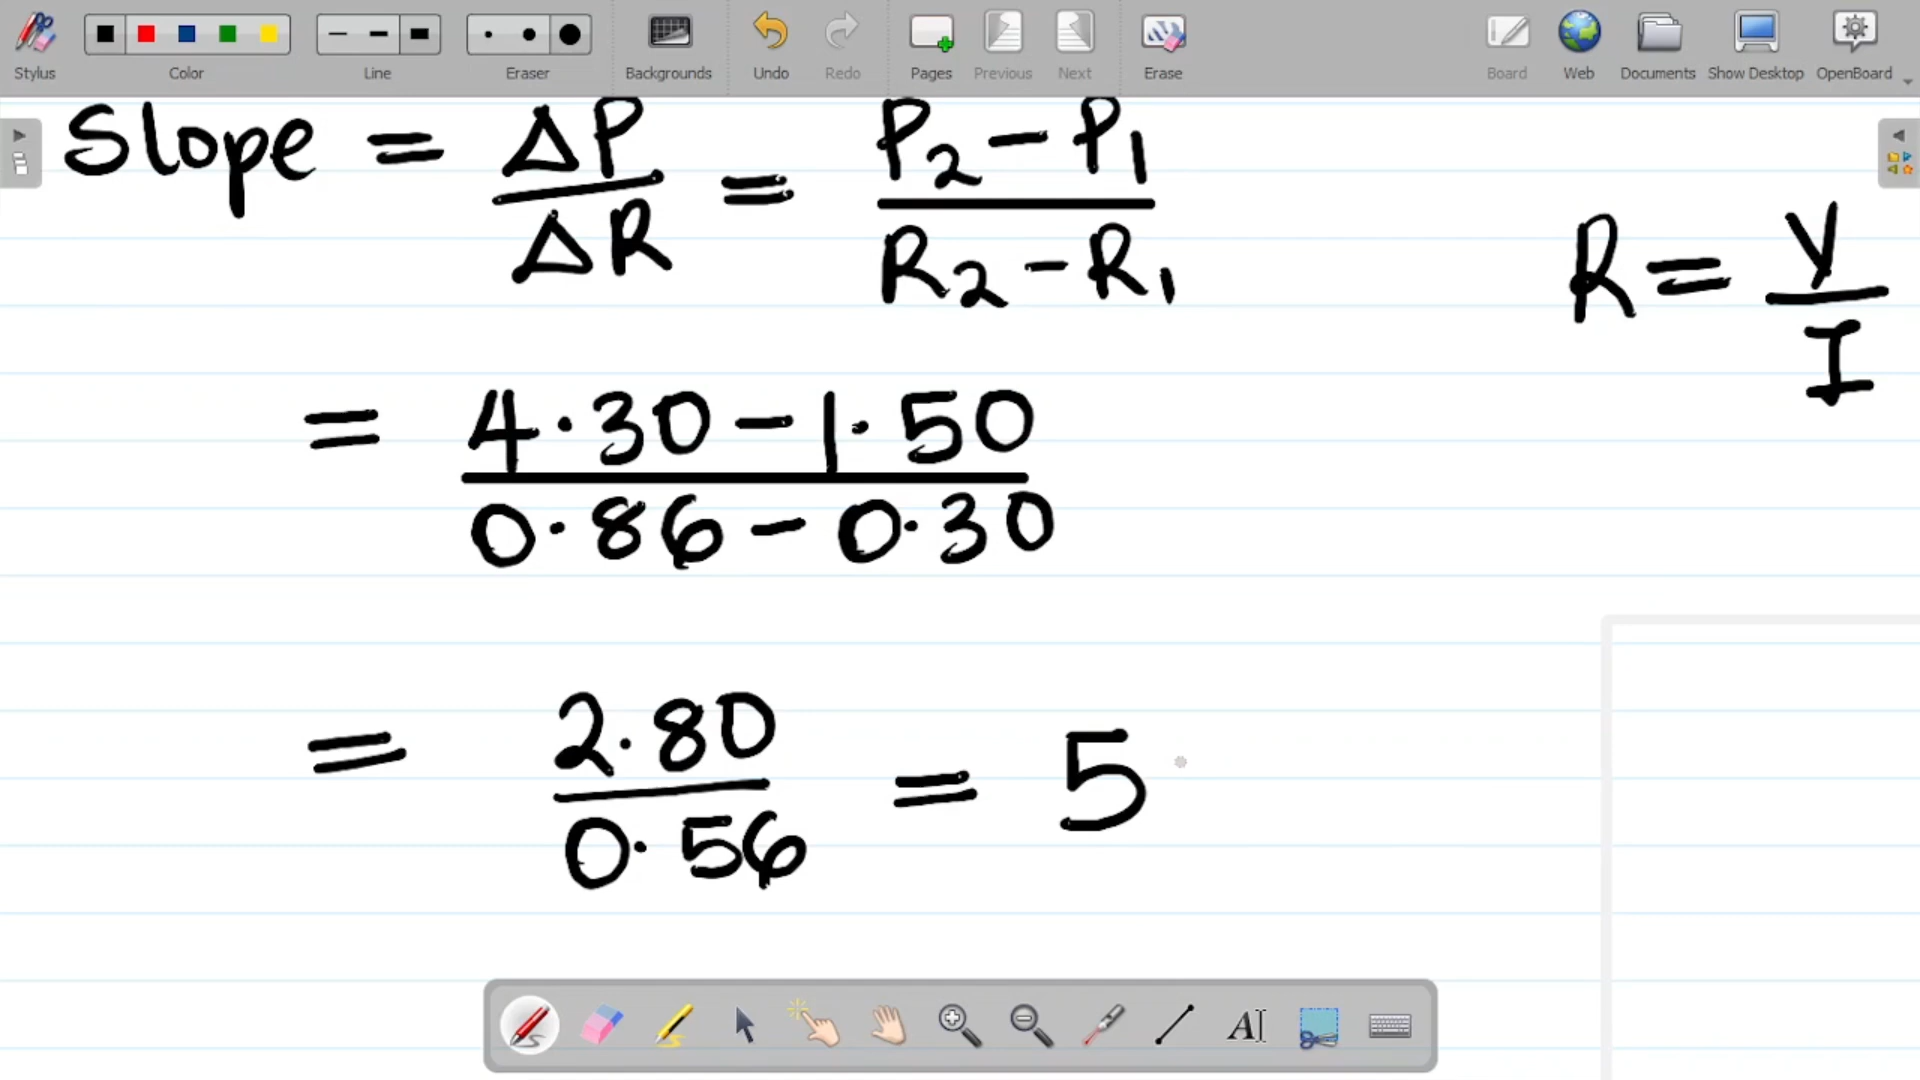 Stylus Color Line Eraser Backgrounds Undo Redo Pages Previous Next Erase Board Web Documents Show Desktop OpenBoard
Slope = ΔP/ΔR = P₂ - P₁/R₂ - R₁
R = V/I
= 4.30 - 1.50/0.86 - 0.30
= 2.80/0.56 = 5
AI